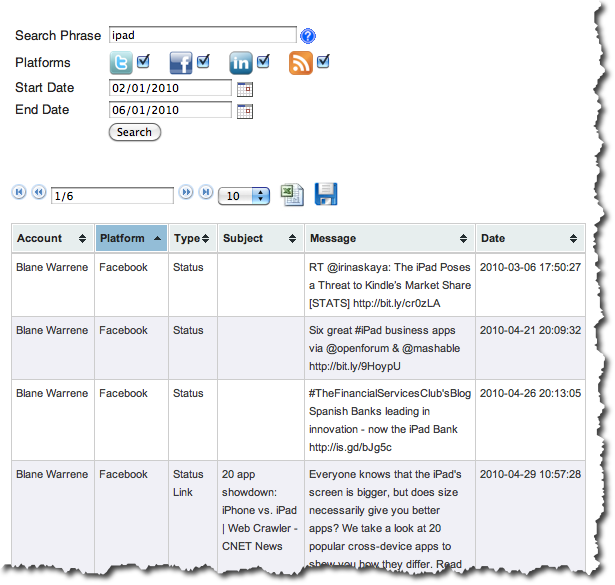 Search Phrase ipad ?
Platforms t f in
Start Date 02/01/2010
End Date 06/01/2010
Search
1/6 10
Account Platform Type Subject Message Date
Blane Warrene Facebook Status RT @irinaskaya: The iPad Poses 2010-03-06 17:50:27
a Threat to Kindle's Market Share
[STATS] http://bit.ly/cr0zLA
Blane Warrene Facebook Status Six great #iPad business apps 2010-04-21 20:09:32
via @openforum & @mashable
http://bit.ly/9HoypU
Blane Warrene Facebook Status #TheFinancialServicesClub'sBlog 2010-04-26 20:13:05
Spanish Banks leading in
innovation - now the iPad Bank
http://is.gd/bJg5c
Blane Warrene Facebook Status 20 app Everyone knows that the iPad's 2010-04-29 10:57:28
Link showdown: screen is bigger, but does size
iPhone vs. iPad necessarily give you better
| Web Crawler - apps? We take a look at 20
CNET News popular cross-device apps to
show you how they differ. Read